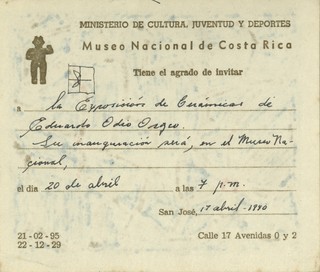 MINISTERIO DE CULTURA, JUVENTUD Y DEPORTES
Museo Nacional de Costa Rica
Tiene el agrado de invitar
a la Exposición de Cerámicas de
Eduardo Odio Orozco.
Su inauguración será, en el Museo Na-
cional,
el día 20 de abril a las 7 p.m.
San José, 17 abril - 1990
21 - 02 - 95
22 - 12 - 29
Calle 17 Avenidas 0 y 2